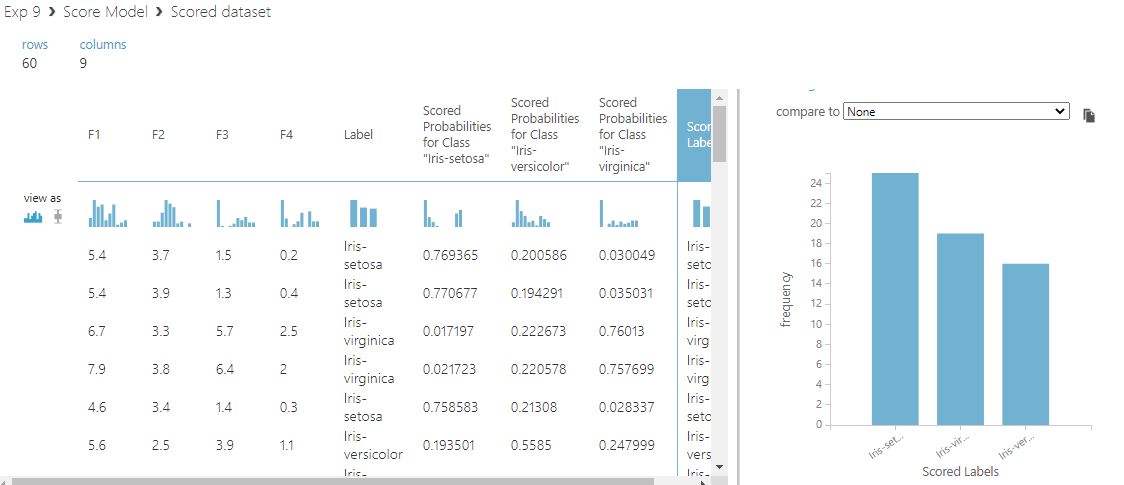 Exp 9 › Score Model › Scored dataset
rows columns
60 9
F1 F2 F3 F4 Label
Scored
Probabilities
for Class
"Iris-setosa"
Scored
Probabilities
for Class
"Iris-
versicolor"
Scored
Probabilities
for Class
"Iris-
virginica"
Scor
Labe
view as
5.4 3.7 1.5 0.2 Iris-
setosa 0.769365 0.200586 0.030049 Iris-
setc
5.4 3.9 1.3 0.4 Iris-
setosa 0.770677 0.194291 0.035031 Iris-
setc
6.7 3.3 5.7 2.5 Iris-
virginica 0.017197 0.222673 0.76013 Iris-
virg
7.9 3.8 6.4 2 Iris-
virginica 0.021723 0.220578 0.757699 Iris-
virg
4.6 3.4 1.4 0.3 Iris-
setosa 0.758583 0.21308 0.028337 Iris-
setc
5.6 2.5 3.9 1.1 Iris-
versicolor 0.193501 0.5585 0.247999 Iris-
vers
Iris-
Iris-
compare to None
24
22
20
18
16
14
12
10
8
6
4
2
0
frequency
Iris-set... Iris-vir... Iris-ver...
Scored Labels